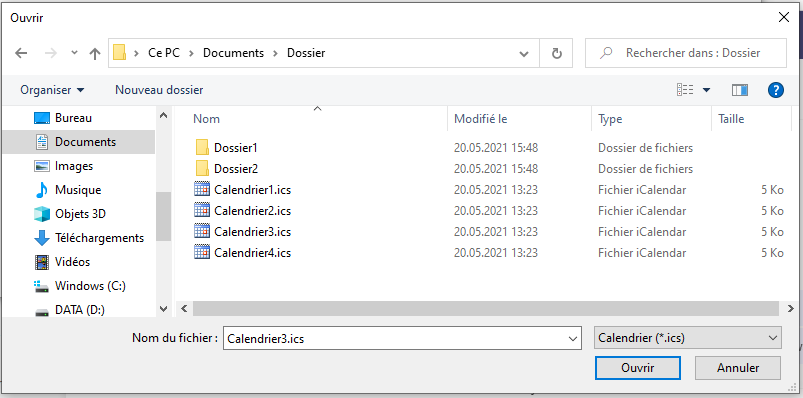 Ouvrir
Ce PC > Documents > Dossier
Rechercher dans : Dossier
Organiser Nouveau dossier
?
Bureau
Documents
Images
Musique
Objets 3D
Téléchargements
Vidéos
Windows (C:)
DATA (D:)
Nom Modifié le Type Taille
Dossier1 20.05.2021 15:48 Dossier de fichiers
Dossier2 20.05.2021 15:48 Dossier de fichiers
Calendrier1.ics 20.05.2021 13:23 Fichier iCalendar 5 Ko
Calendrier2.ics 20.05.2021 13:23 Fichier iCalendar 5 Ko
Calendrier3.ics 20.05.2021 13:23 Fichier iCalendar 5 Ko
Calendrier4.ics 20.05.2021 13:23 Fichier iCalendar 5 Ko
Nom du fichier : Calendrier3.ics Calendrier (*.ics)
Ouvrir Annuler